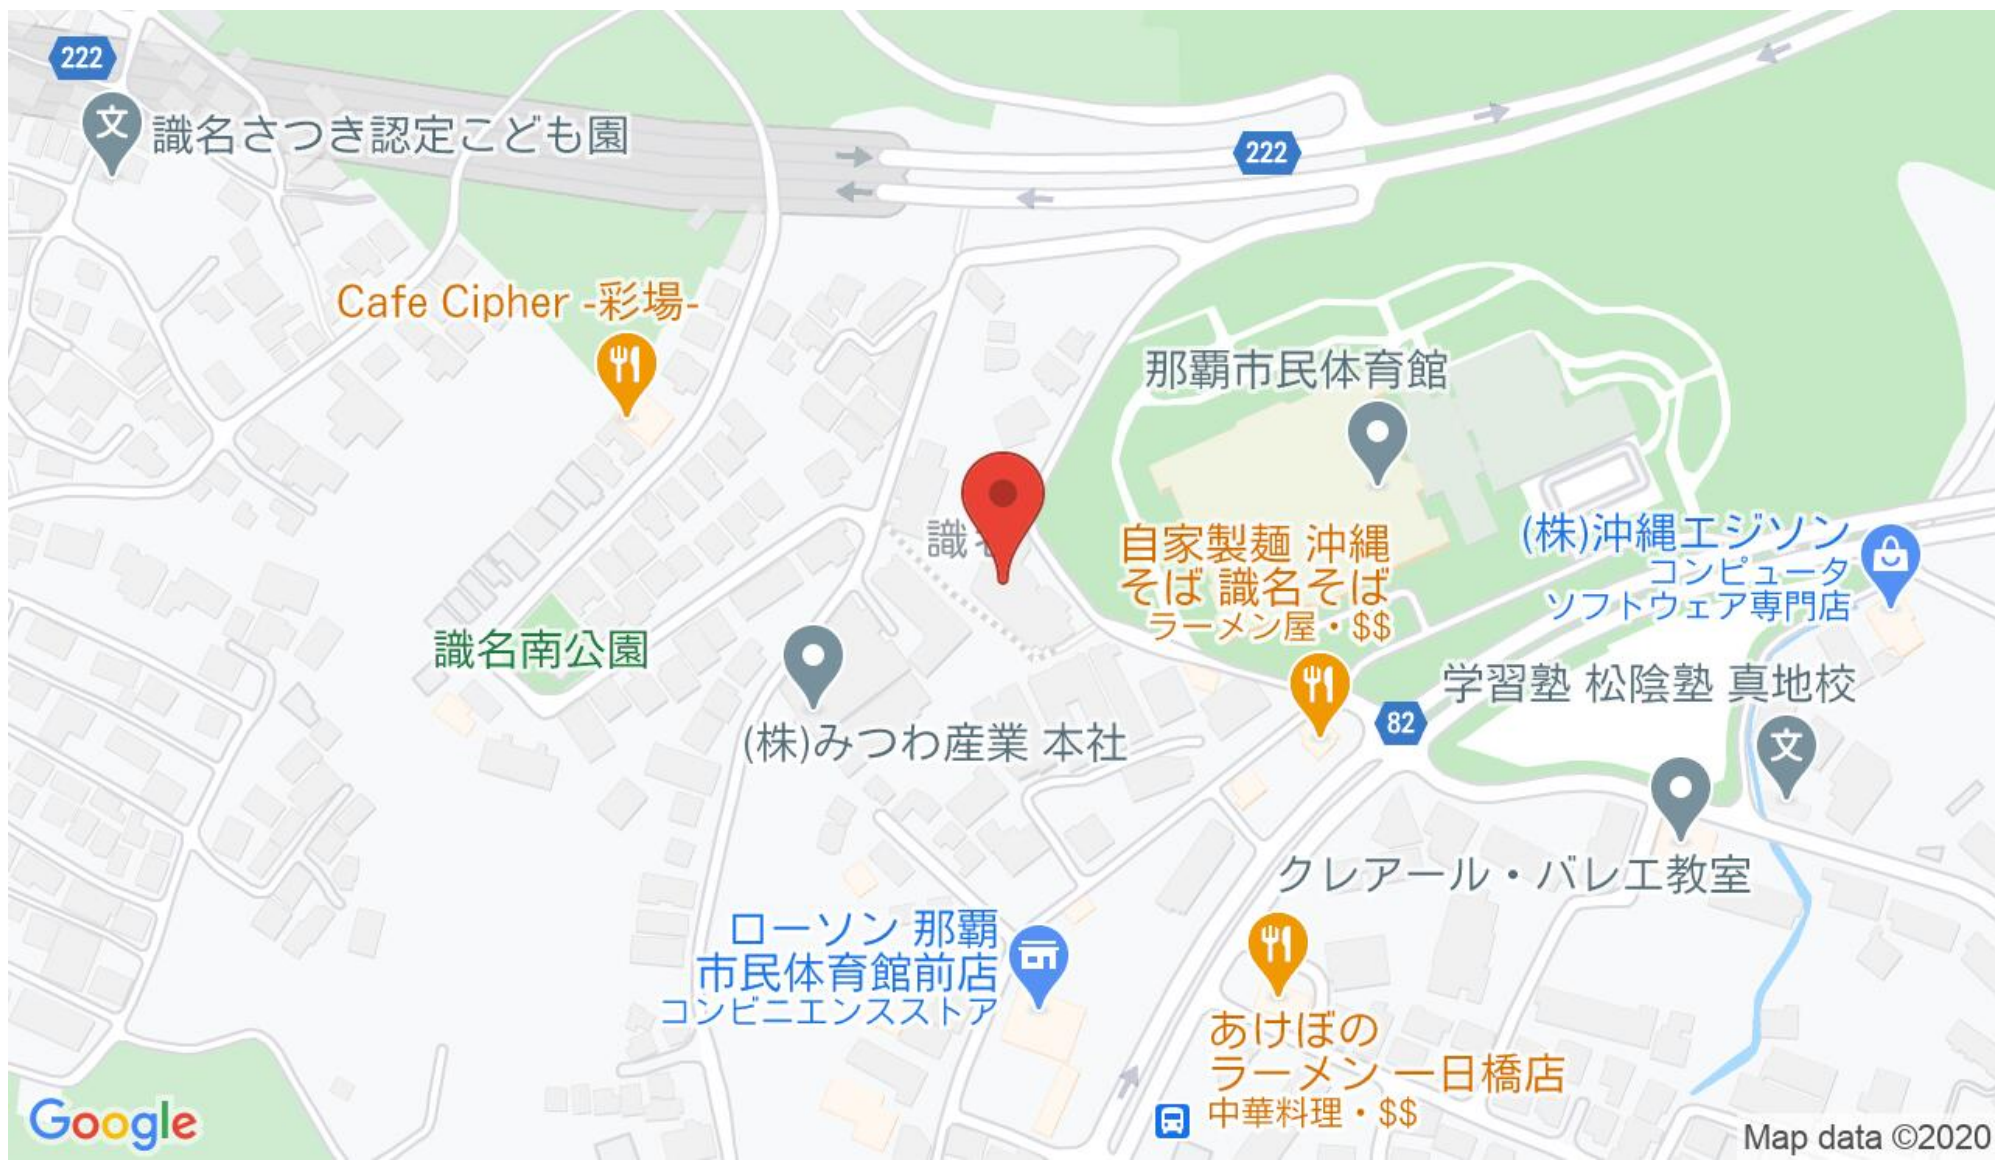 222
識名さつき認定こども園
222
Cafe Cipher -彩場-
那覇市民体育館
識
自家製麺 沖縄
そば 識名そば
ラーメン屋・$$
(株)沖縄エジソン
コンピュータ
ソフトウェア専門店
識名南公園
学習塾 松陰塾 真地校
82
(株)みつわ産業 本社
クレアール・バレエ教室
ローソン 那覇
市民体育館前店
コンビニエンスストア
あけぼの
ラーメン 一日橋店
中華料理・$$
Google
Map data ©2020